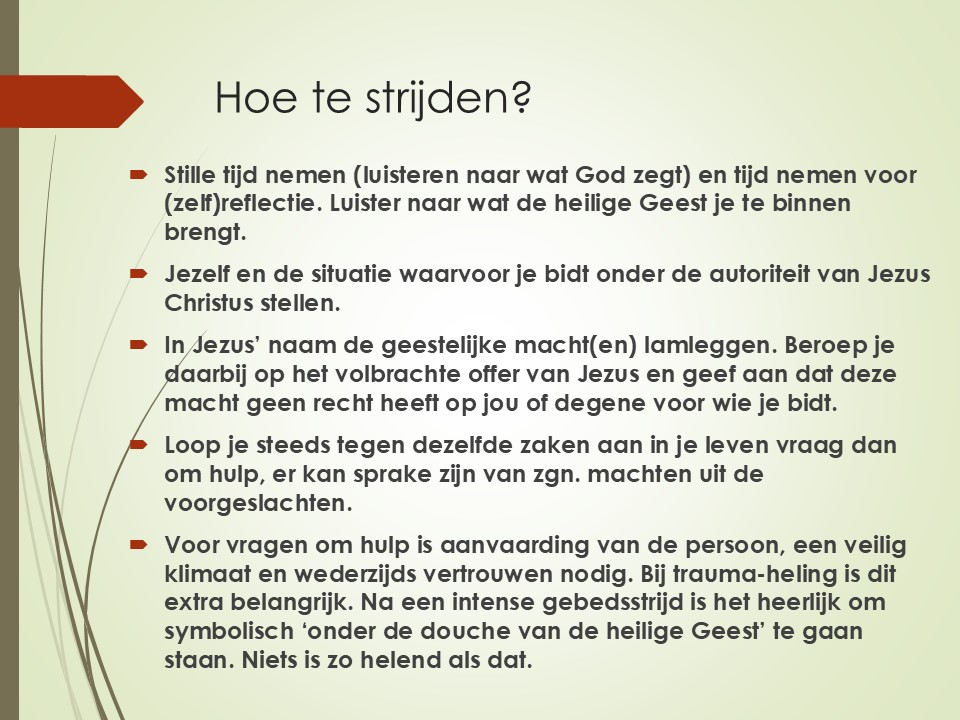 Hoe te strijden?
Stille tijd nemen (luisteren naar wat God zegt) en tijd nemen voor
(zelf)reflectie. Luister naar wat de heilige Geest je te binnen
brengt.
Jezelf en de situatie waarvoor je bidt onder de autoriteit van Jezus
Christus stellen.
In Jezus’ naam de geestelijke macht(en) lamleggen. Beroep je
daarbij op het volbrachte offer van Jezus en geef aan dat deze
macht geen recht heeft op jou of degene voor wie je bidt.
Loop je steeds tegen dezelfde zaken aan in je leven vraag dan
om hulp, er kan sprake zijn van zgn. machten uit de
voorgeslachten.
Voor vragen om hulp is aanvaarding van de persoon, een veilig
klimaat en wederzijds vertrouwen nodig. Bij trauma-heling is dit
extra belangrijk. Na een intense gebedsstrijd is het heerlijk om
symbolisch ‘onder de douche van de heilige Geest’ te gaan
staan. Niets is zo helend als dat.